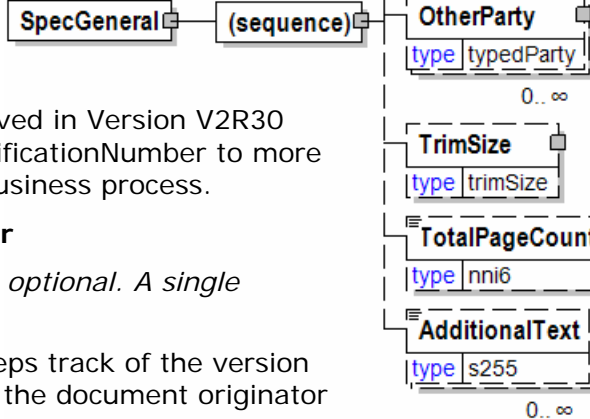 SpecGeneral
(sequence)
OtherParty
type typedParty
0.. ∞
TrimSize
type trimSize
TotalPageCount
type nni6
AdditionalText
type s255
0.. ∞
ved in Version V2R30
ificationNumber to more
usiness process.
r
optional. A single
eps track of the version
the document originator